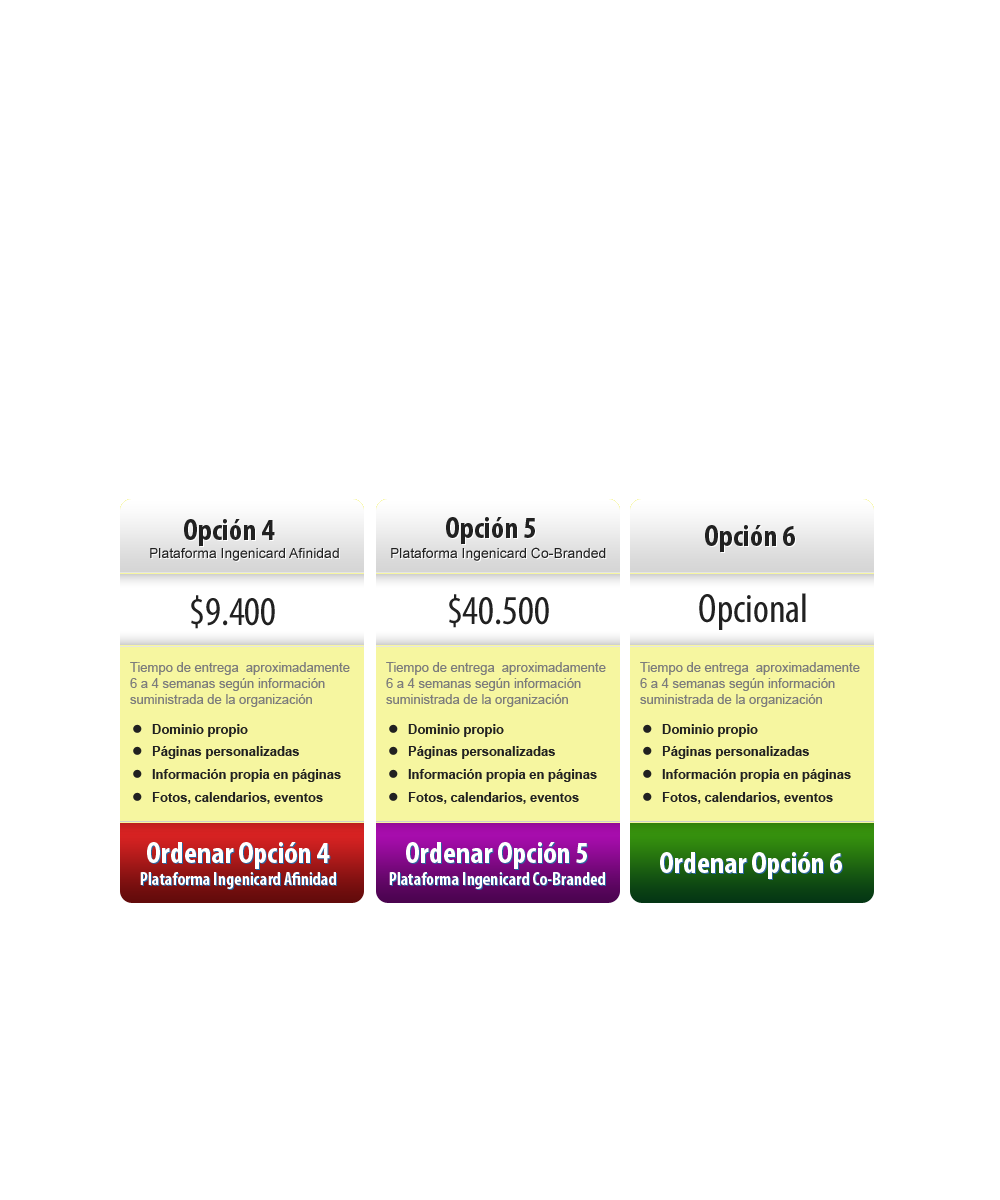 Opción 4
Plataforma Ingenicard Afinidad
$9.400
Tiempo de entrega aproximadamente
6 a 4 semanas según información
suministrada de la organización
Dominio propio
Páginas personalizadas
Información propia en páginas
Fotos, calendarios, eventos
Ordenar Opción 4
Plataforma Ingenicard Afinidad
Opción 5
Plataforma Ingenicard Co-Branded
$40.500
Tiempo de entrega aproximadamente
6 a 4 semanas según información
suministrada de la organización
Dominio propio
Páginas personalizadas
Información propia en páginas
Fotos, calendarios, eventos
Ordenar Opción 5
Plataforma Ingenicard Co-Branded
Opción 6
Opcional
Tiempo de entrega aproximadamente
6 a 4 semanas según información
suministrada de la organización
Dominio propio
Páginas personalizadas
Información propia en páginas
Fotos, calendarios, eventos
Ordenar Opción 6